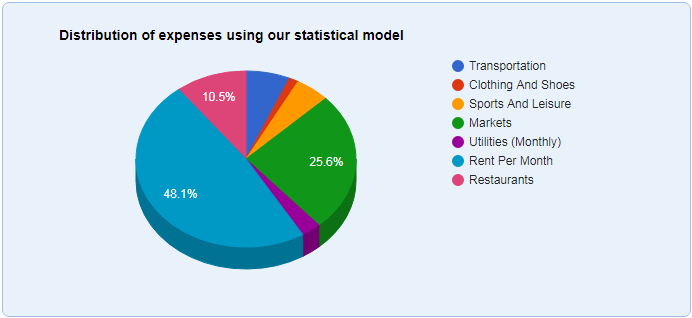 Distribution of expenses using our statistical model
Transportation
Clothing And Shoes
Sports And Leisure
Markets
Utilities (Monthly)
Rent Per Month
Restaurants
10.5%
25.6%
48.1%